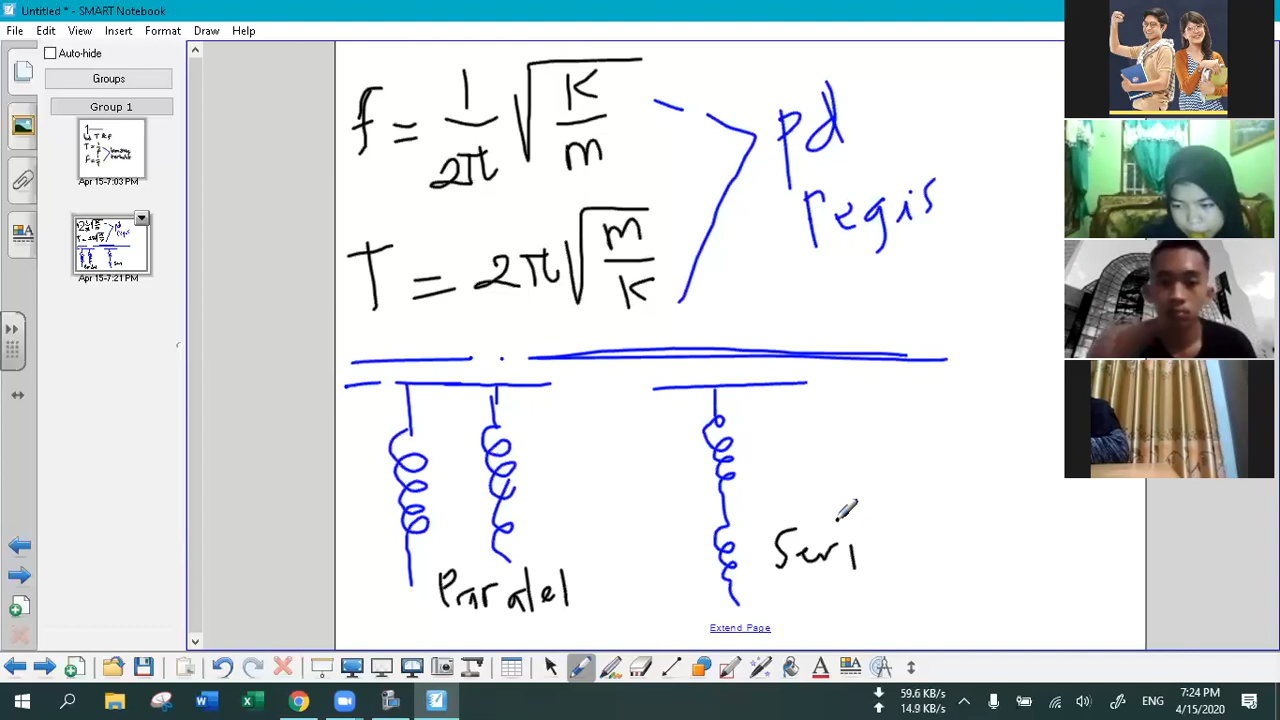 Untitled * - SMART Notebook
File Edit View Insert Format Draw Help
Auto-hide
Groups
Group 1
Apr 15-7:03 PM
Apr 15-7:21 PM
f = 1/2π √K/m
T = 2π √m/K
pd
pegis
Paralel
Seri
Extend Page
59.6 KB/s
14.9 KB/s
ENG
7:24 PM
4/15/2020